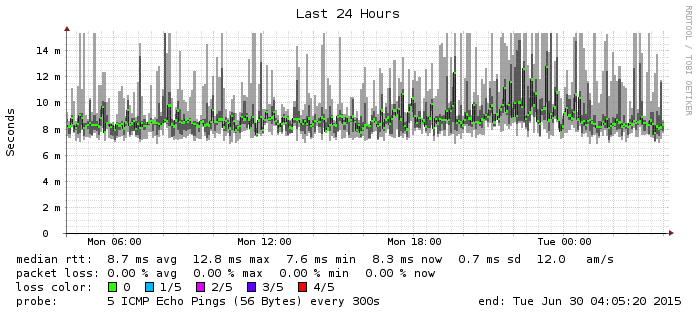 Last 24 Hours
RRDTOOL / TOBI OETIKER
Seconds
14 m
12 m
10 m
8 m
6 m
4 m
2 m
0
Mon 06:00 Mon 12:00 Mon 18:00 Tue 00:00
median rtt: 8.7 ms avg 12.8 ms max 7.6 ms min 8.3 ms now 0.7 ms sd 12.0 am/s
packet loss: 0.00 % avg 0.00 % max 0.00 % min 0.00 % now
loss color: 0 1/5 2/5 3/5 4/5
probe: 5 ICMP Echo Pings (56 Bytes) every 300s end: Tue Jun 30 04:05:20 2015